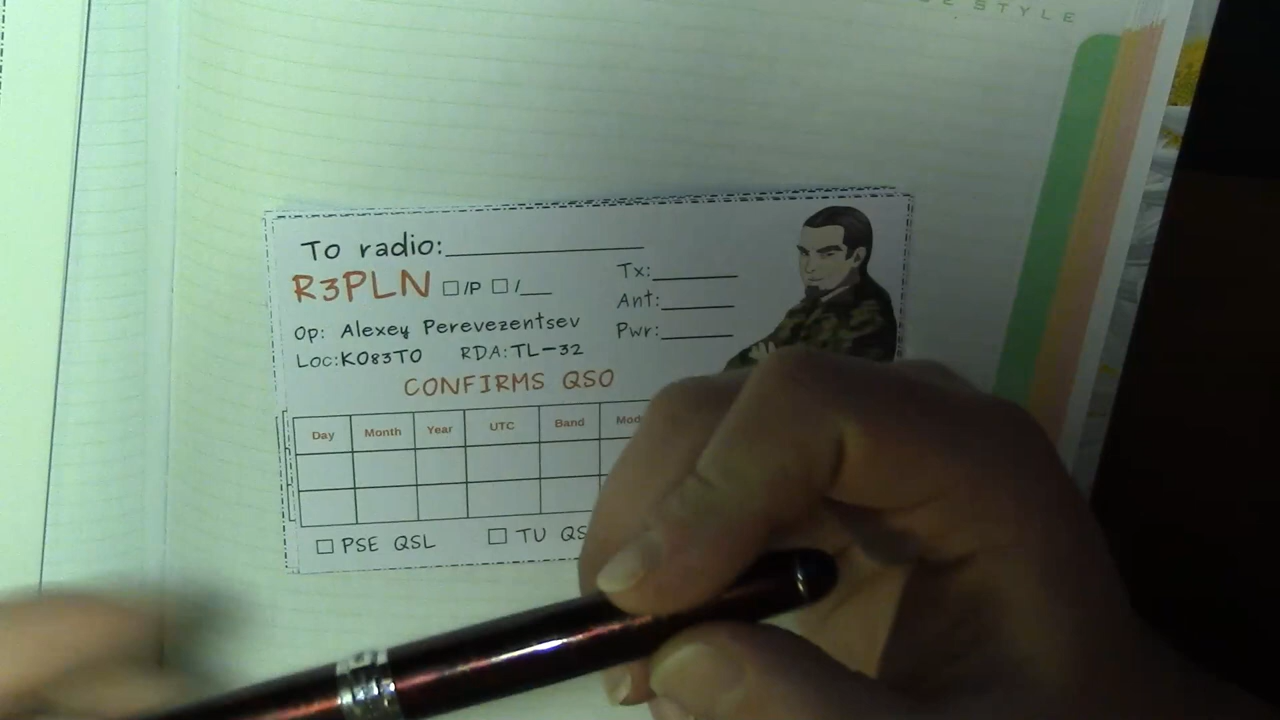 STYLE
To radio:
R3PLN □/P □/
Tx:
Ant:
Pwr:
Op: Alexey Perevezentsev
Loc:KO83TO RDA:TL-32
CONFIRMS QSO
Day Month Year UTC Band
□ PSE QSL □ TU